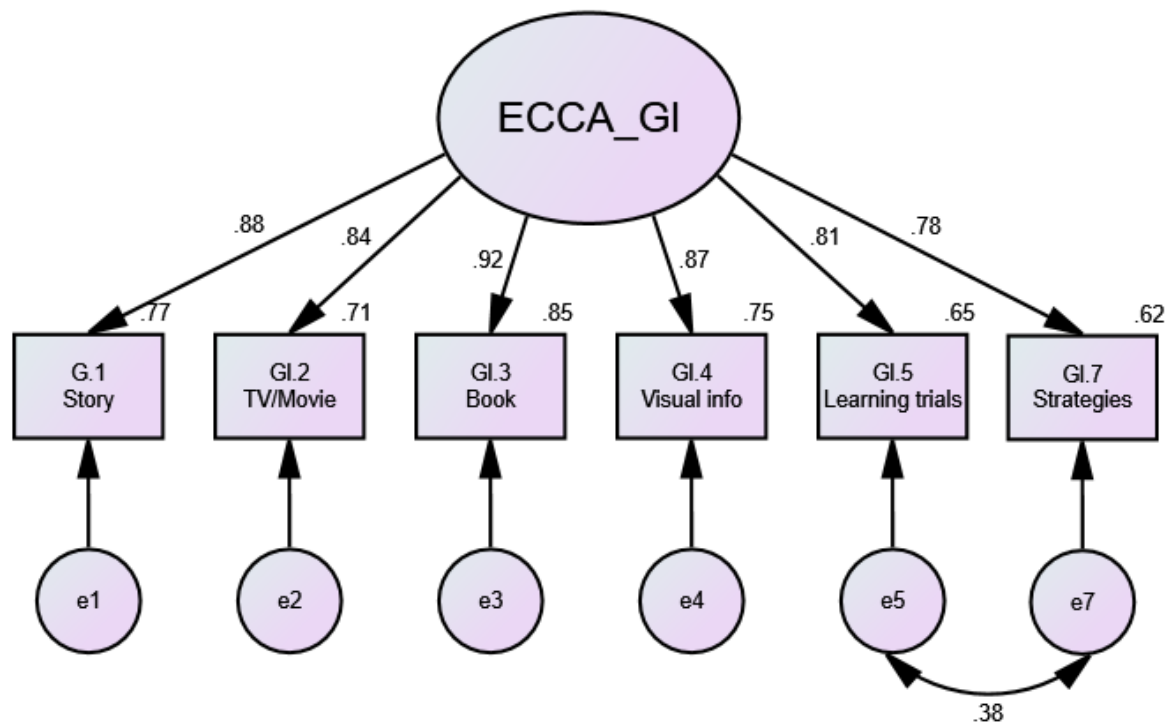 ECCA_GI
.88
.84
.92
.87
.81
.78
.77
.71
.85
.75
.65
.62
G.1
Story
GI.2
TV/Movie
GI.3
Book
GI.4
Visual info
GI.5
Learning trials
GI.7
Strategies
e1
e2
e3
e4
e5
e7
.38